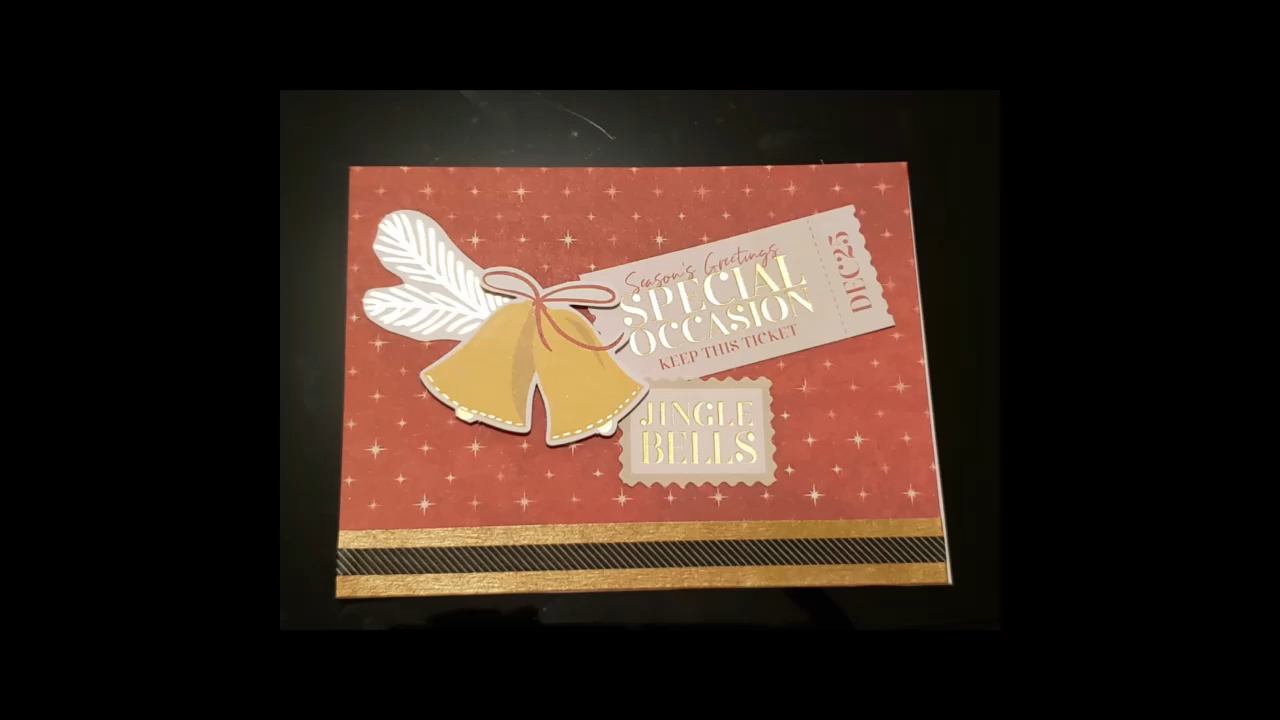 Season's Greetings
SPECIAL
OCCASION
KEEP THIS TICKET
DEC25
JINGLE
BELLS